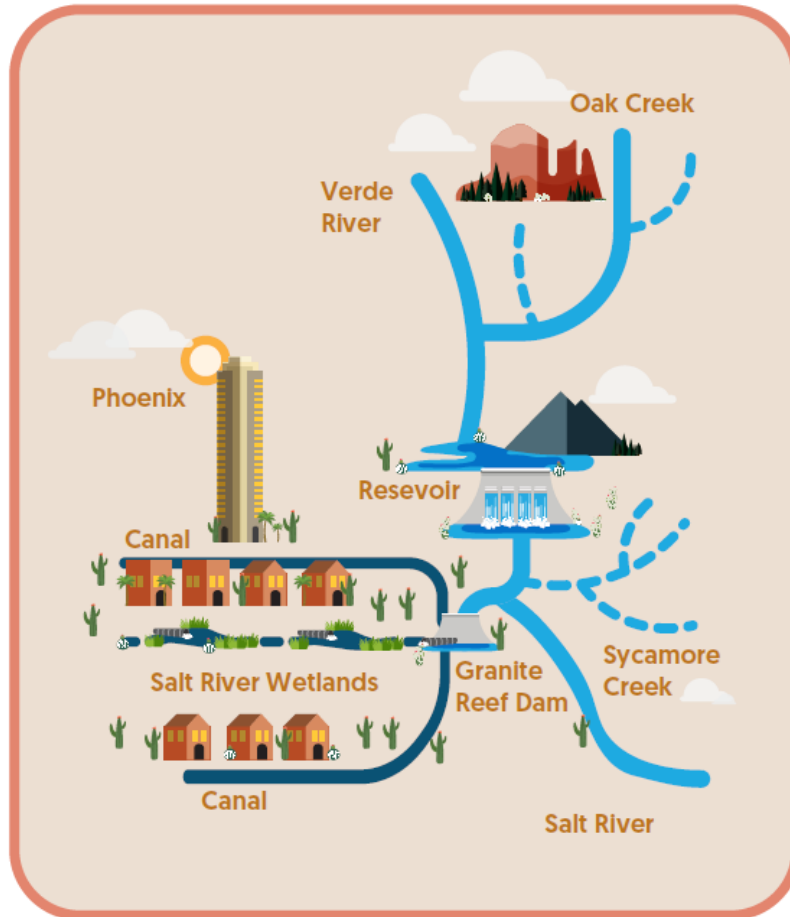 Oak Creek
Verde
River
Phoenix
Resevoir
Canal
Sycamore
Creek
Granite
Reef Dam
Salt River Wetlands
Canal
Salt River